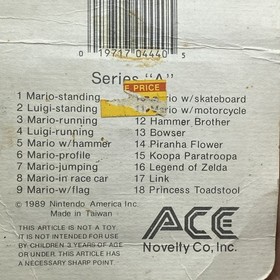 0 19717 04440 5
Series "A"
PRICE
1 Mario-standing
2 Luigi-standing
3 Mario-running
4 Luigi-running
5 Mario w/hammer
6 Mario-profile
7 Mario-jumping
8 Mario-in race car
9 Mario-w/flag
rio w/skateboard
rio w/motorcycle
12 Hammer Brother
13 Bowser
14 Piranha Flower
15 Koopa Paratroopa
16 Legend of Zelda
17 Link
18 Princess Toadstool
© 1989 Nintendo America Inc.
Made in Taiwan
THIS ARTICLE IS NOT A TOY
IT IS NOT INTENDED FOR USE
BY CHILDREN 3 YEARS OF AGE
OR UNDER. THIS ARTICLE HAS
A NECESSARY SHARP POINT.
ACE
Novelty Co., Inc.